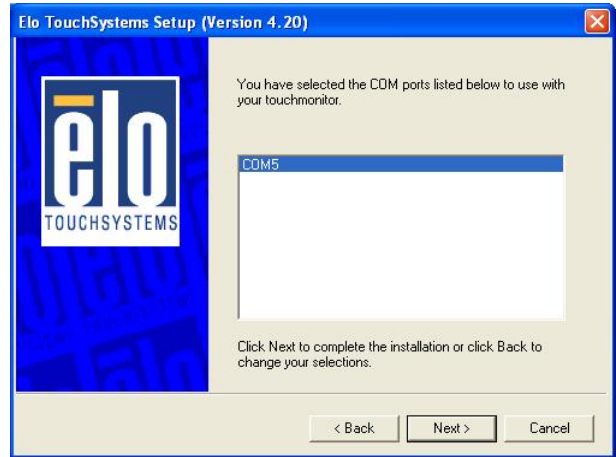 Elo TouchSystems Setup (Version 4.20)
elo
TOUCHSYSTEMS
You have selected the COM ports listed below to use with
your touchmonitor.
COM5
Click Next to complete the installation or click Back to
change your selections.
< Back
Next >
Cancel